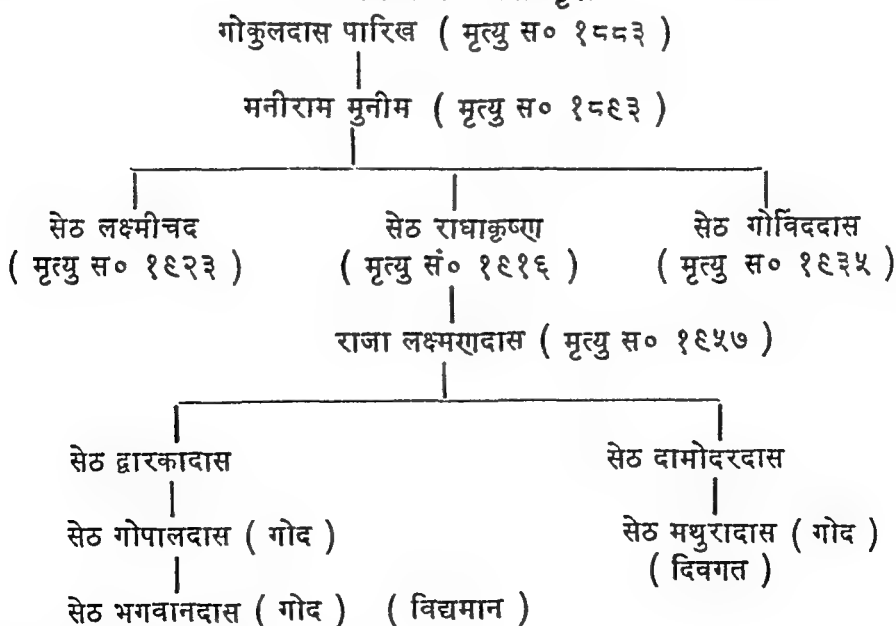 गोकुलदास पारिख ( मृत्यु स० १८८३ )
मनीराम मुनीम ( मृत्यु स० १८९३ )
सेठ लक्ष्मीचद सेठ राधाकृष्ण सेठ गोविंददास
( मृत्यु स० १९२३ ) ( मृत्यु सं० १९१६ ) ( मृत्यु स० १९३५ )
राजा लक्ष्मणदास ( मृत्यु स० १९५७ )
सेठ द्वारकादास सेठ दामोदरदास
सेठ गोपालदास ( गोद ) सेठ मथुरादास ( गोद )
( दिवगत )
सेठ भगवानदास ( गोद ) ( विद्यमान )